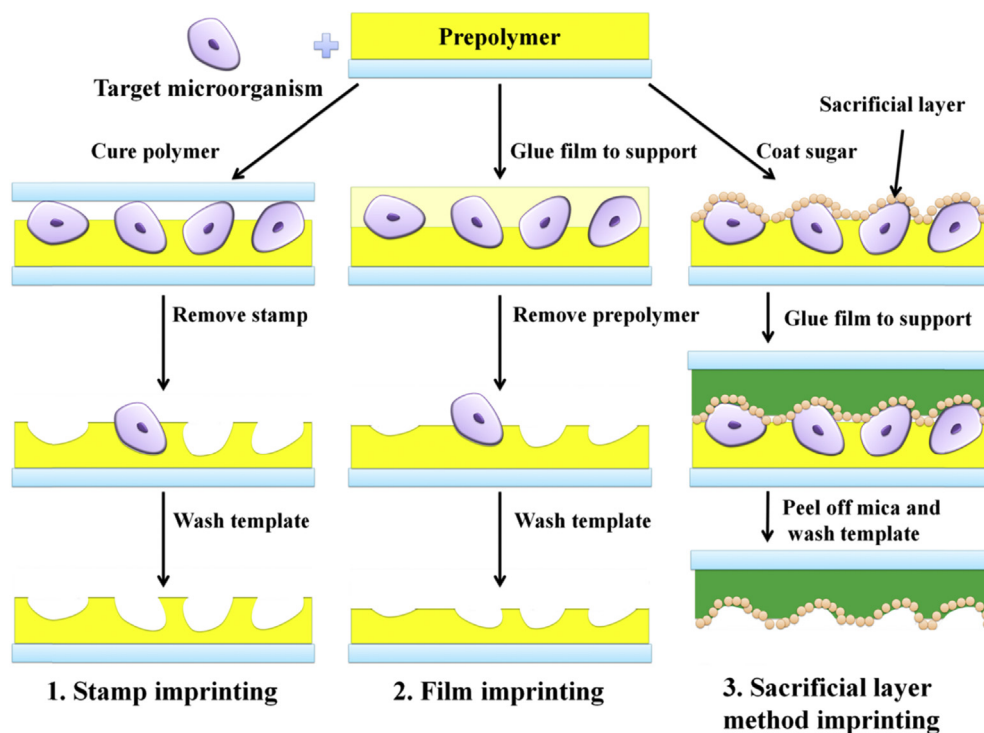 Prepolymer
Target microorganism
Sacrificial layer
Cure polymer
Glue film to support
Coat sugar
Remove stamp
Remove prepolymer
Glue film to support
Wash template
Wash template
Peel off mica and
wash template
1. Stamp imprinting
2. Film imprinting
3. Sacrificial layer
method imprinting